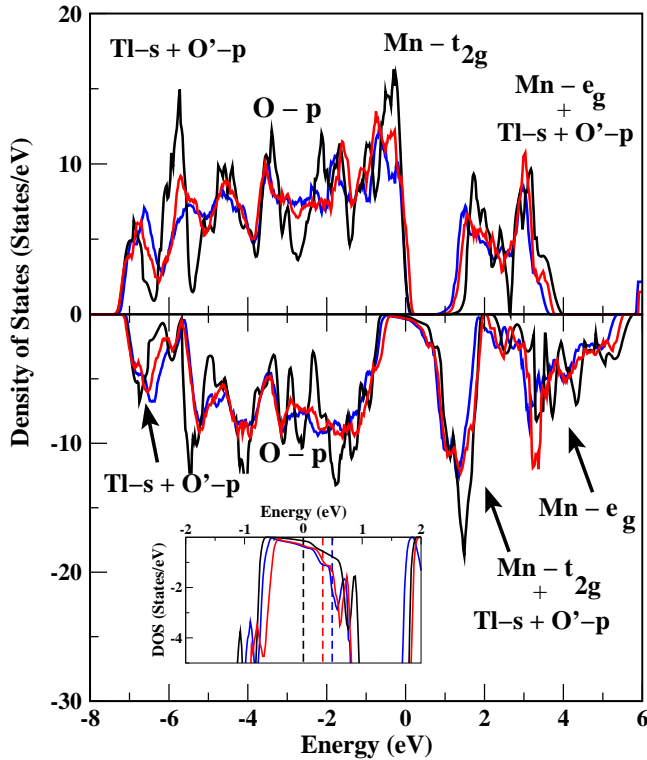 20
Tl–s + O’–p
Mn – t2g
Mn – eg
+
Tl–s + O’–p
O – p
10
0
Density of States (States/eV)
-10
-20
-30
Tl–s + O’–p
O – p
Mn – eg
Mn – t2g
+
Tl–s + O’–p
Energy (eV)
-2
-1
0
1
2
DOS (States/eV)
-2
-4
-8
-6
-4
-2
0
2
4
6
Energy (eV)